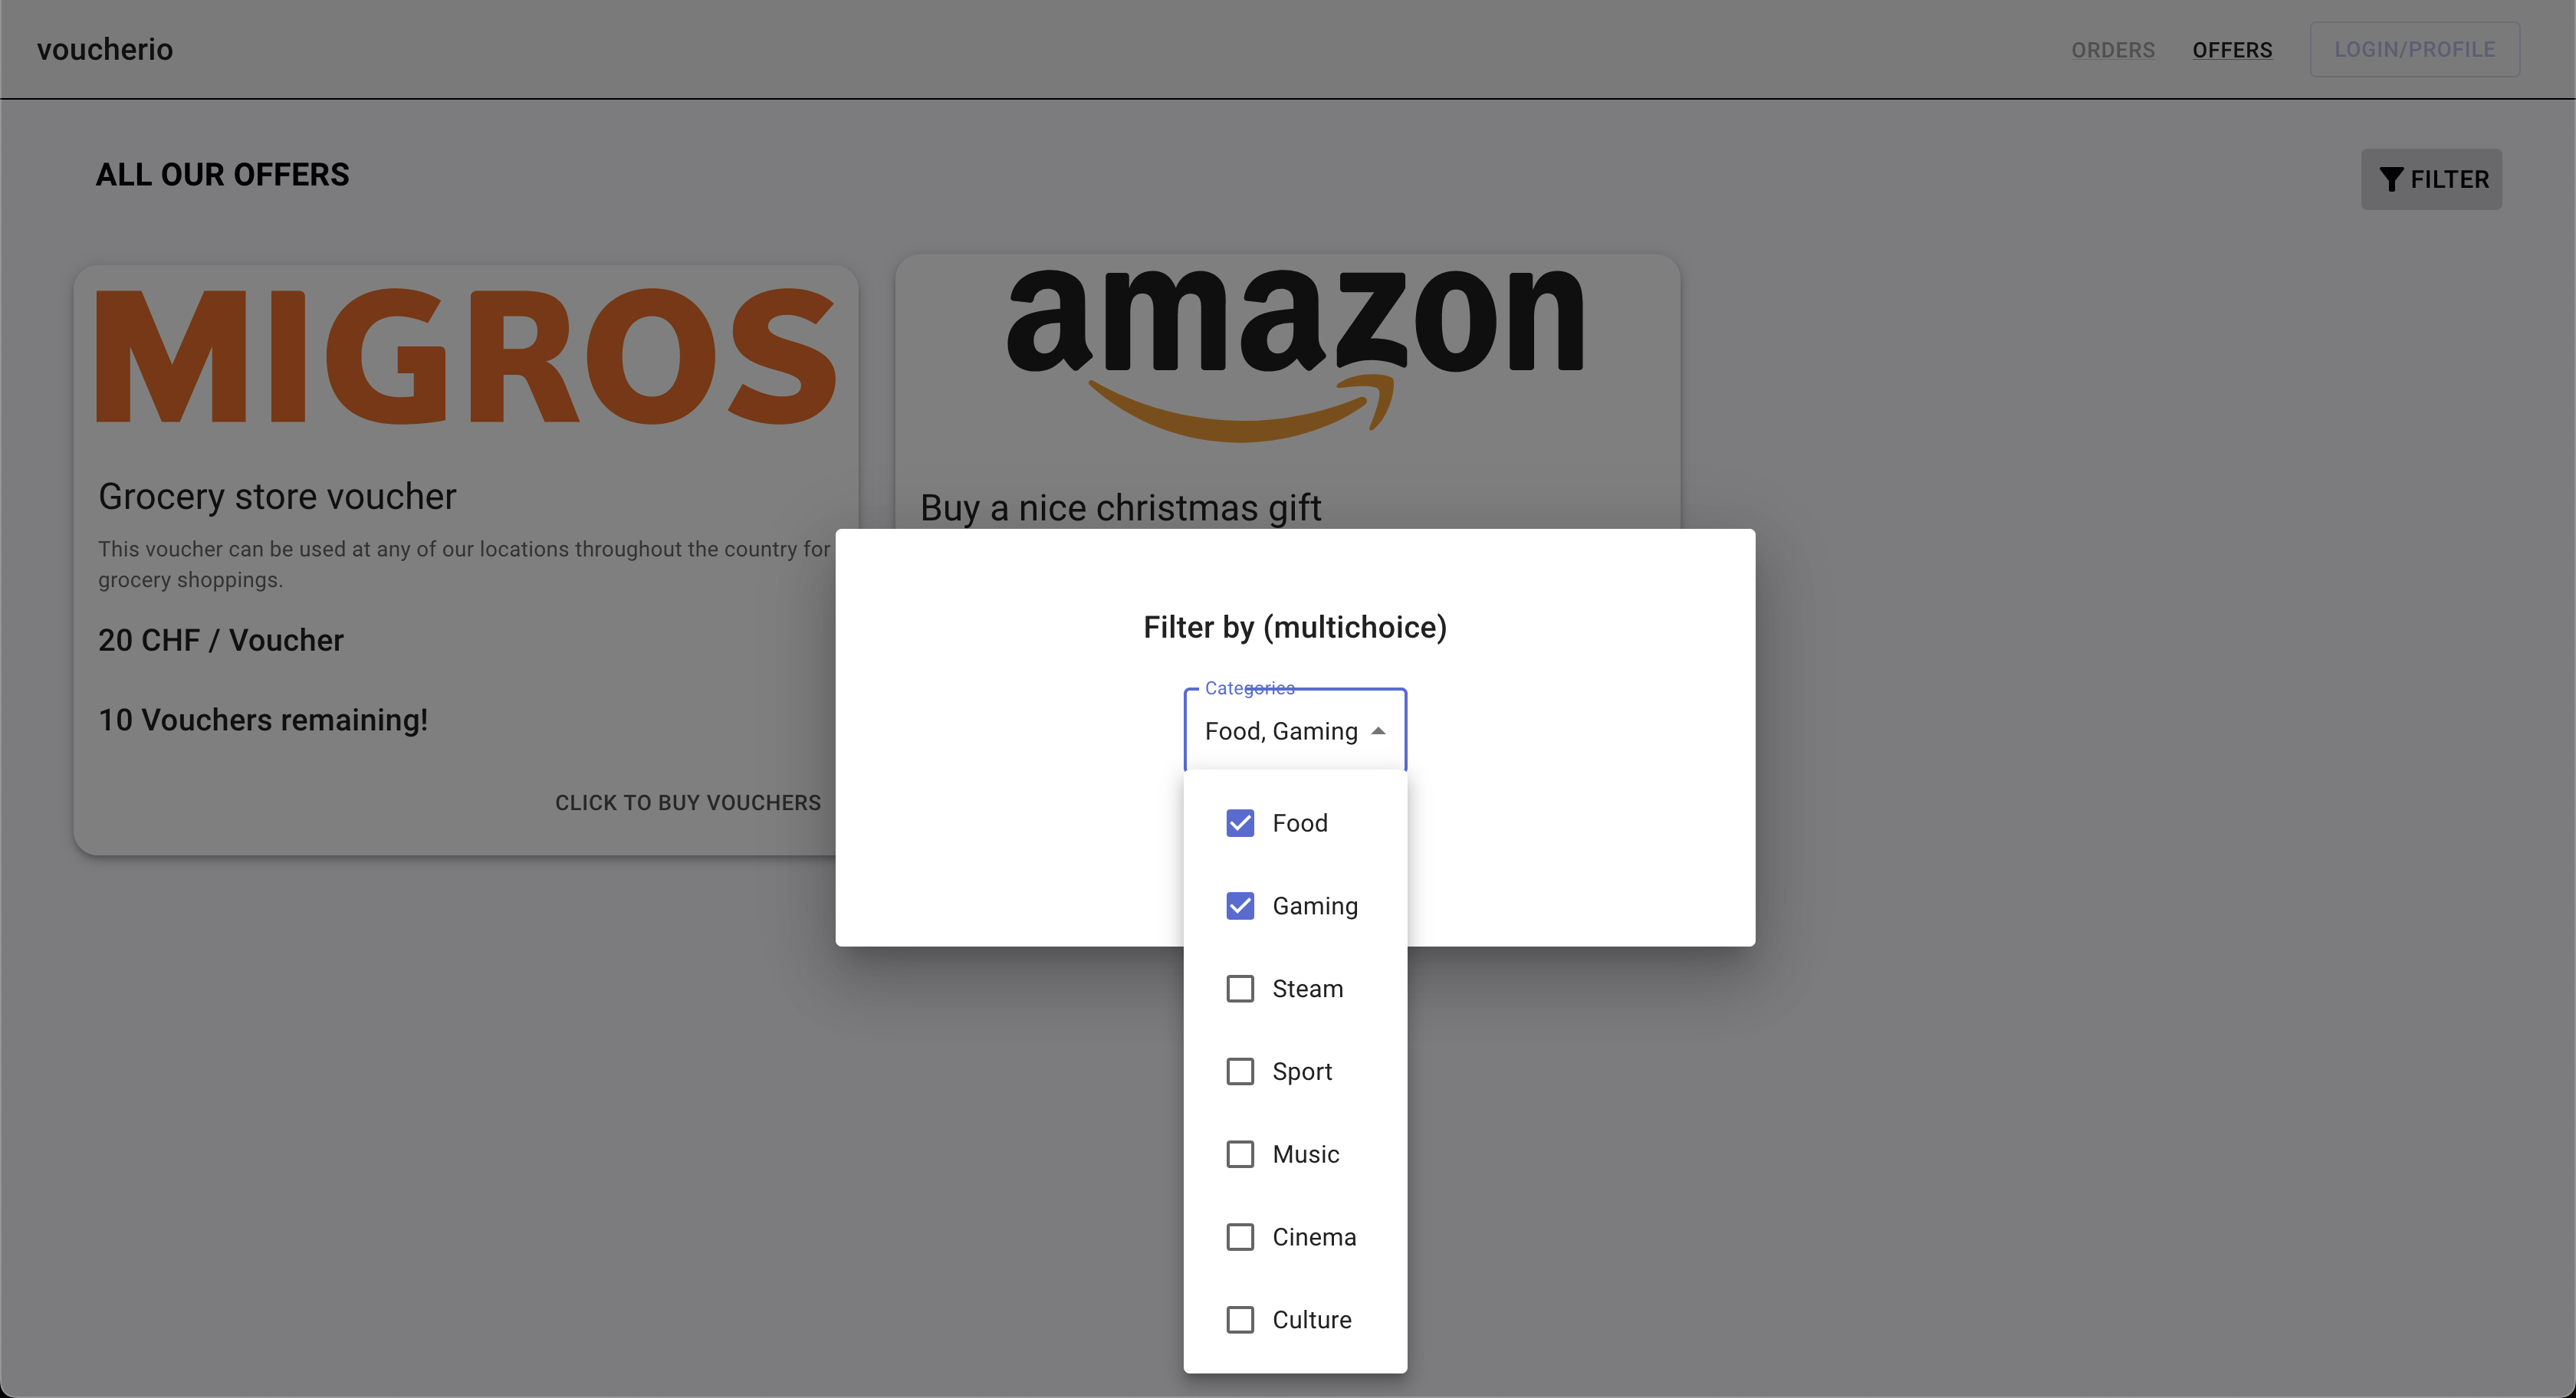 voucherio
ORDERS
OFFERS
LOGIN/PROFILE
ALL OUR OFFERS
FILTER
MIGROS
Grocery store voucher
This voucher can be used at any of our locations throughout the country for
grocery shoppings.
20 CHF / Voucher
10 Vouchers remaining!
CLICK TO BUY VOUCHERS
amazon
Buy a nice christmas gift
Filter by (multichoice)
Categories
Food, Gaming
Food
Gaming
Steam
Sport
Music
Cinema
Culture